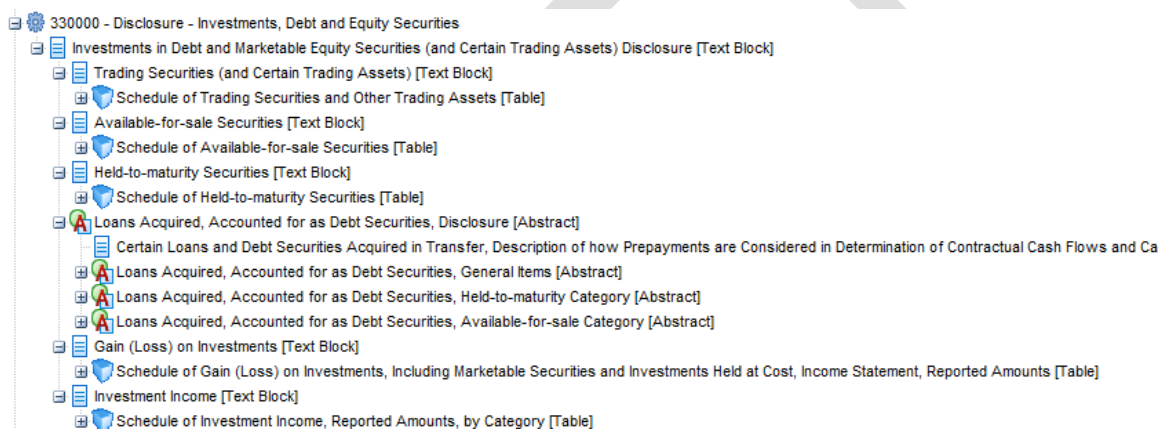 330000 - Disclosure - Investments, Debt and Equity Securities
Investments in Debt and Marketable Equity Securities (and Certain Trading Assets) Disclosure [Text Block]
Trading Securities (and Certain Trading Assets) [Text Block]
Schedule of Trading Securities and Other Trading Assets [Table]
Available-for-sale Securities [Text Block]
Schedule of Available-for-sale Securities [Table]
Held-to-maturity Securities [Text Block]
Schedule of Held-to-maturity Securities [Table]
Loans Acquired, Accounted for as Debt Securities, Disclosure [Abstract]
Certain Loans and Debt Securities Acquired in Transfer, Description of how Prepayments are Considered in Determination of Contractual Cash Flows and Ca
Loans Acquired, Accounted for as Debt Securities, General Items [Abstract]
Loans Acquired, Accounted for as Debt Securities, Held-to-maturity Category [Abstract]
Loans Acquired, Accounted for as Debt Securities, Available-for-sale Category [Abstract]
Gain (Loss) on Investments [Text Block]
Schedule of Gain (Loss) on Investments, Including Marketable Securities and Investments Held at Cost, Income Statement, Reported Amounts [Table]
Investment Income [Text Block]
Schedule of Investment Income, Reported Amounts, by Category [Table]